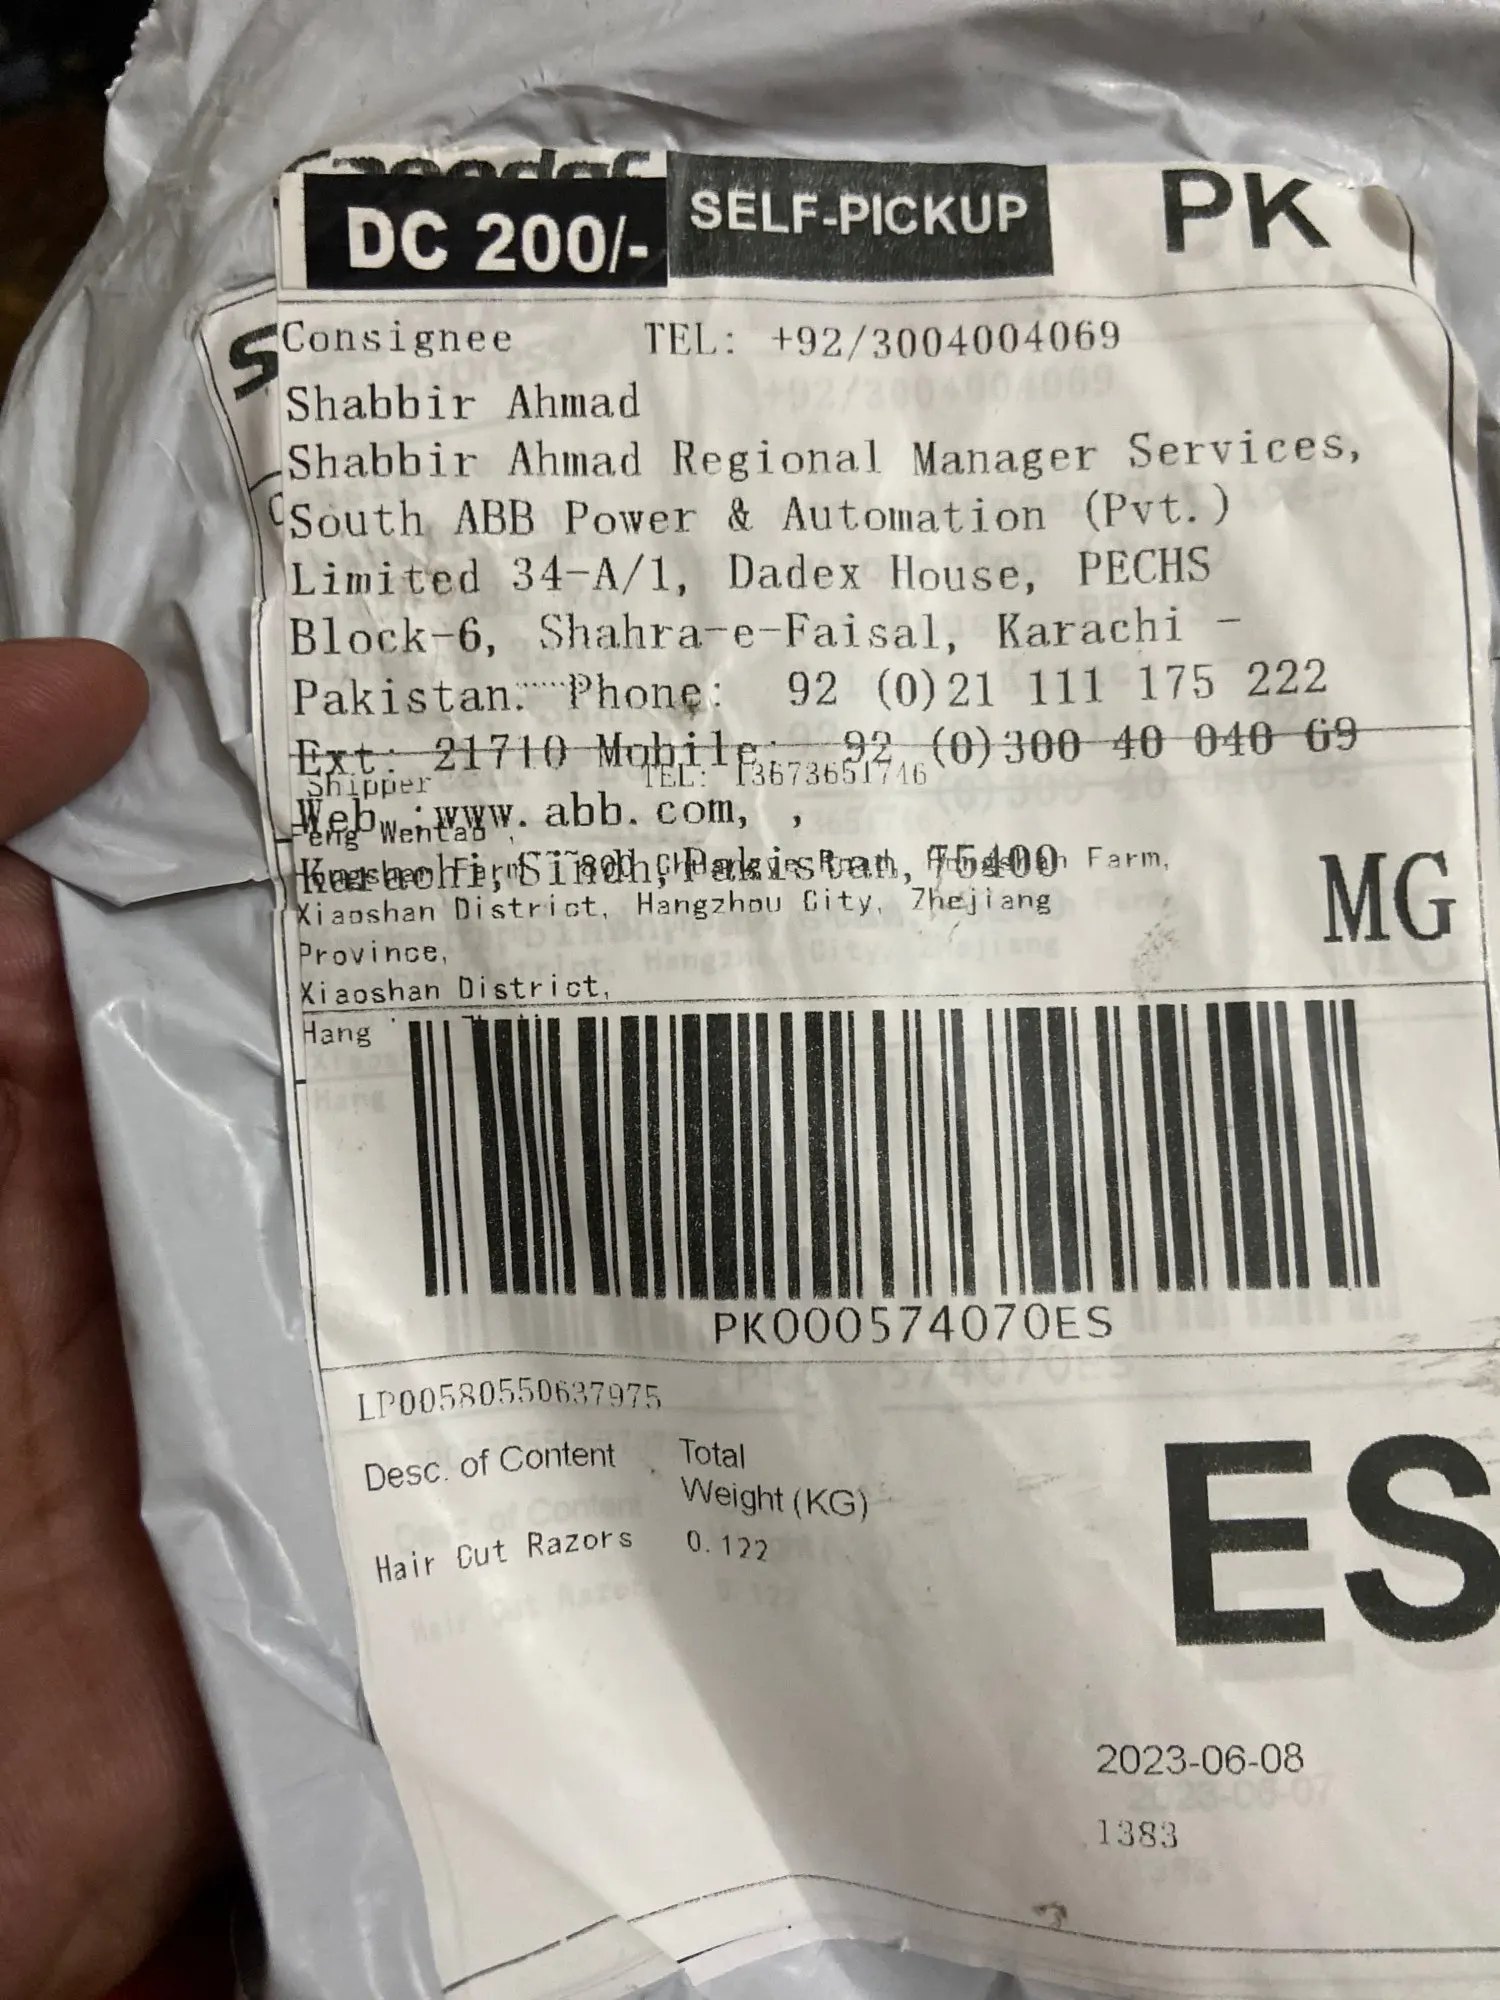 DC 200/- SELF-PICKUP PK
Consignee TEL: +92/3004004069
Shabbir Ahmad
Shabbir Ahmad Regional Manager Services,
South ABB Power & Automation (Pvt.)
Limited 34-A/1, Dadex House, PECHS
Block-6, Shahra-e-Faisal, Karachi -
Pakistan. Phone: 92 (0)21 111 175 222
Ext: 21710 Mobile: 92 (0)300 40 040 69
Shipper TEL: 13673651746
Web :www.abb.com, ,
Feng Wentao
Karachi, Sindh, Pakistan, 75400
Farm,
Xiaoshan District, Hangzhou City, Zhejiang
Province,
Xiaoshan District,
Hang
MG
PK000574070ES
LP00580550637975
Desc. of Content Total
Weight (KG)
Hair Cut Razors 0.122
ES
2023-06-08
1383